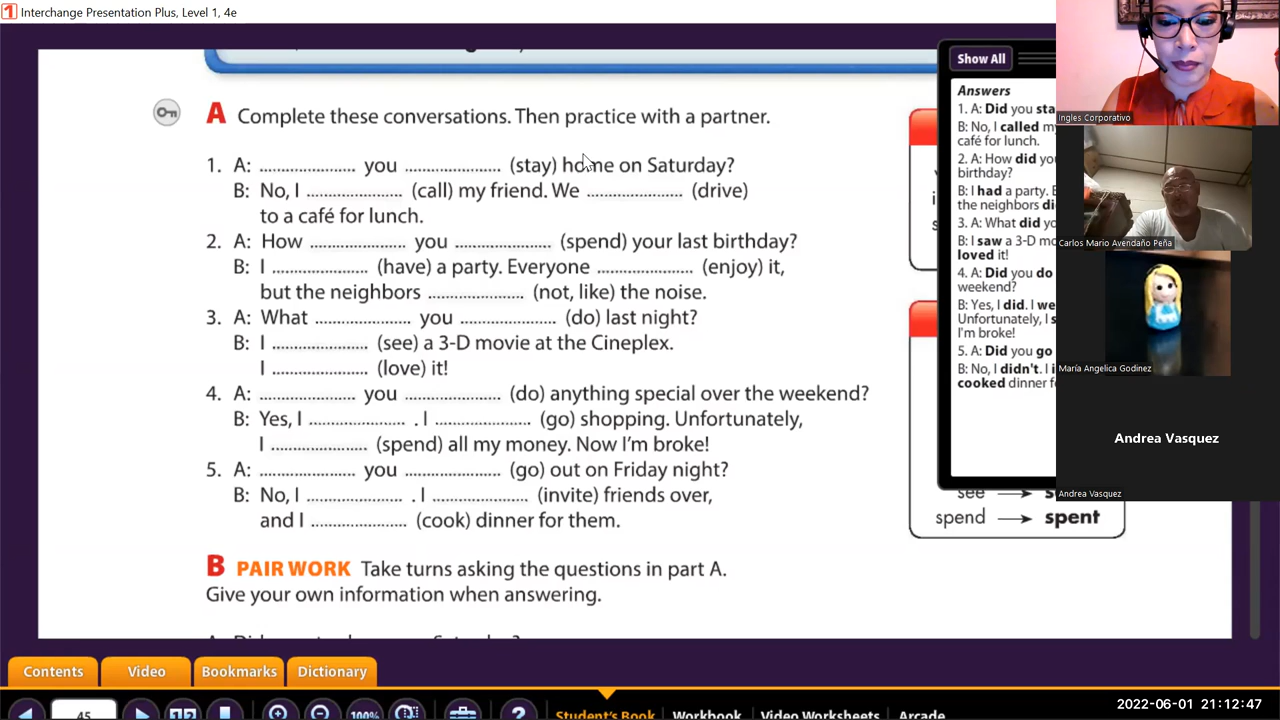 Interchange Presentation Plus, Level 1, 4e
A Complete these conversations. Then practice with a partner.
1. A: .................... you .................... (stay) home on Saturday?
B: No, I .................... (call) my friend. We .................... (drive)
to a café for lunch.
2. A: How .................... you .................... (spend) your last birthday?
B: I .................... (have) a party. Everyone .................... (enjoy) it,
but the neighbors .................... (not, like) the noise.
3. A: What .................... you .................... (do) last night?
B: I .................... (see) a 3-D movie at the Cineplex.
I .................... (love) it!
4. A: .................... you .................... (do) anything special over the weekend?
B: Yes, I .................... . I .................... (go) shopping. Unfortunately,
I .................... (spend) all my money. Now I'm broke!
5. A: .................... you .................... (go) out on Friday night?
B: No, I .................... . I .................... (invite) friends over,
and I .................... (cook) dinner for them.
B PAIR WORK Take turns asking the questions in part A.
Give your own information when answering.
Show All
Answers
1. A: Did you
B: No, I called
café for lunch.
2. A: How did
birthday?
B: I had a party.
the neighbors
3. A: What did
B: I saw a 3-D
loved it!
4. A: Did you do
weekend?
B: Yes, I did. I
Unfortunately, I
I'm broke!
5. A: Did you go
B: No, I didn't. I
cooked dinner
see →
spend → spent
Ingles Corporativo
Carlos Mario Avendaño Peña
María Angelica Godinez
Andrea Vasquez
Andrea Vasquez
Contents Video Bookmarks Dictionary
45
100%
?
Student's Book Workbook Video Worksheets Arcade
2022-06-01 21:12:47